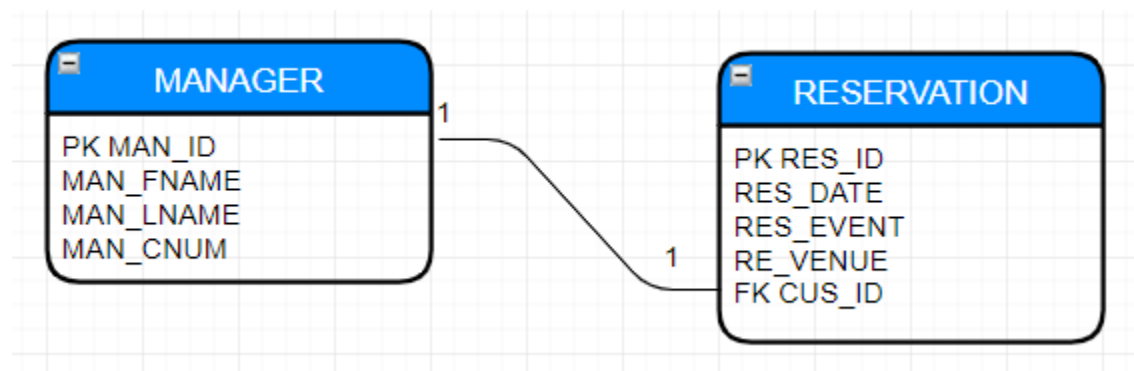 MANAGER
PK MAN_ID
MAN_FNAME
MAN_LNAME
MAN_CNUM
1
1
RESERVATION
PK RES_ID
RES_DATE
RES_EVENT
RE_VENUE
FK CUS_ID